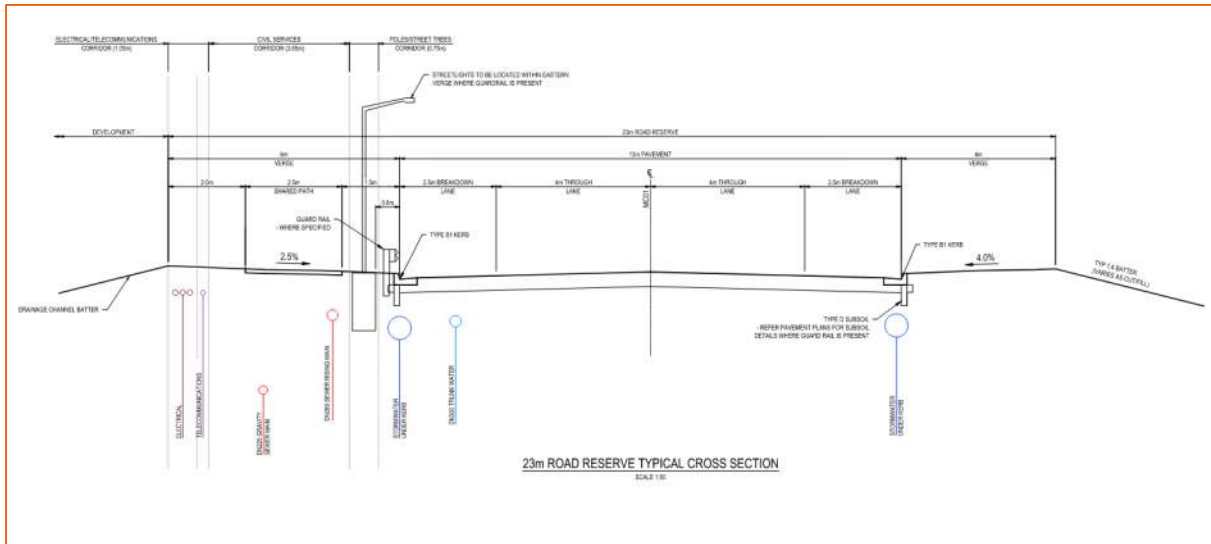 ELECTRICAL/TELECOMMUNICATIONS
CORRIDOR (1.05m)
CIVIL SERVICES
CORRIDOR (3.65m)
POLES/STREET TREES
CORRIDOR (0.75m)
STREETLIGHTS TO BE LOCATED WITHIN EASTERN
VERGE WHERE GUARDRAIL IS PRESENT
DEVELOPMENT
23m ROAD RESERVE
6m
VERGE
13m PAVEMENT
4m
VERGE
2.0m
2.5m
SHARED PATH
1.5m
2.5m BREAKDOWN
LANE
4m THROUGH
LANE
4m THROUGH
LANE
2.5m BREAKDOWN
LANE
MC01
GUARD RAIL
- WHERE SPECIFIED
TYPE B1 KERB
TYPE B1 KERB
2.5%
4.0%
TYP 1:4 BATTER
(VARIES AS CUT/FILL)
DRAINAGE CHANNEL BATTER
TYPE D SUBSOIL
- REFER PAVEMENT PLANS FOR SUBSOIL
DETAILS WHERE GUARD RAIL IS PRESENT
ELECTRICAL
TELECOMMUNICATIONS
DN225 GRAVITY
SEWER MAIN
SEWER RISING MAIN
STORMWATER
UNDER KERB
TRUNK WATER
STORMWATER
UNDER KERB
23m ROAD RESERVE TYPICAL CROSS SECTION
SCALE 1:50